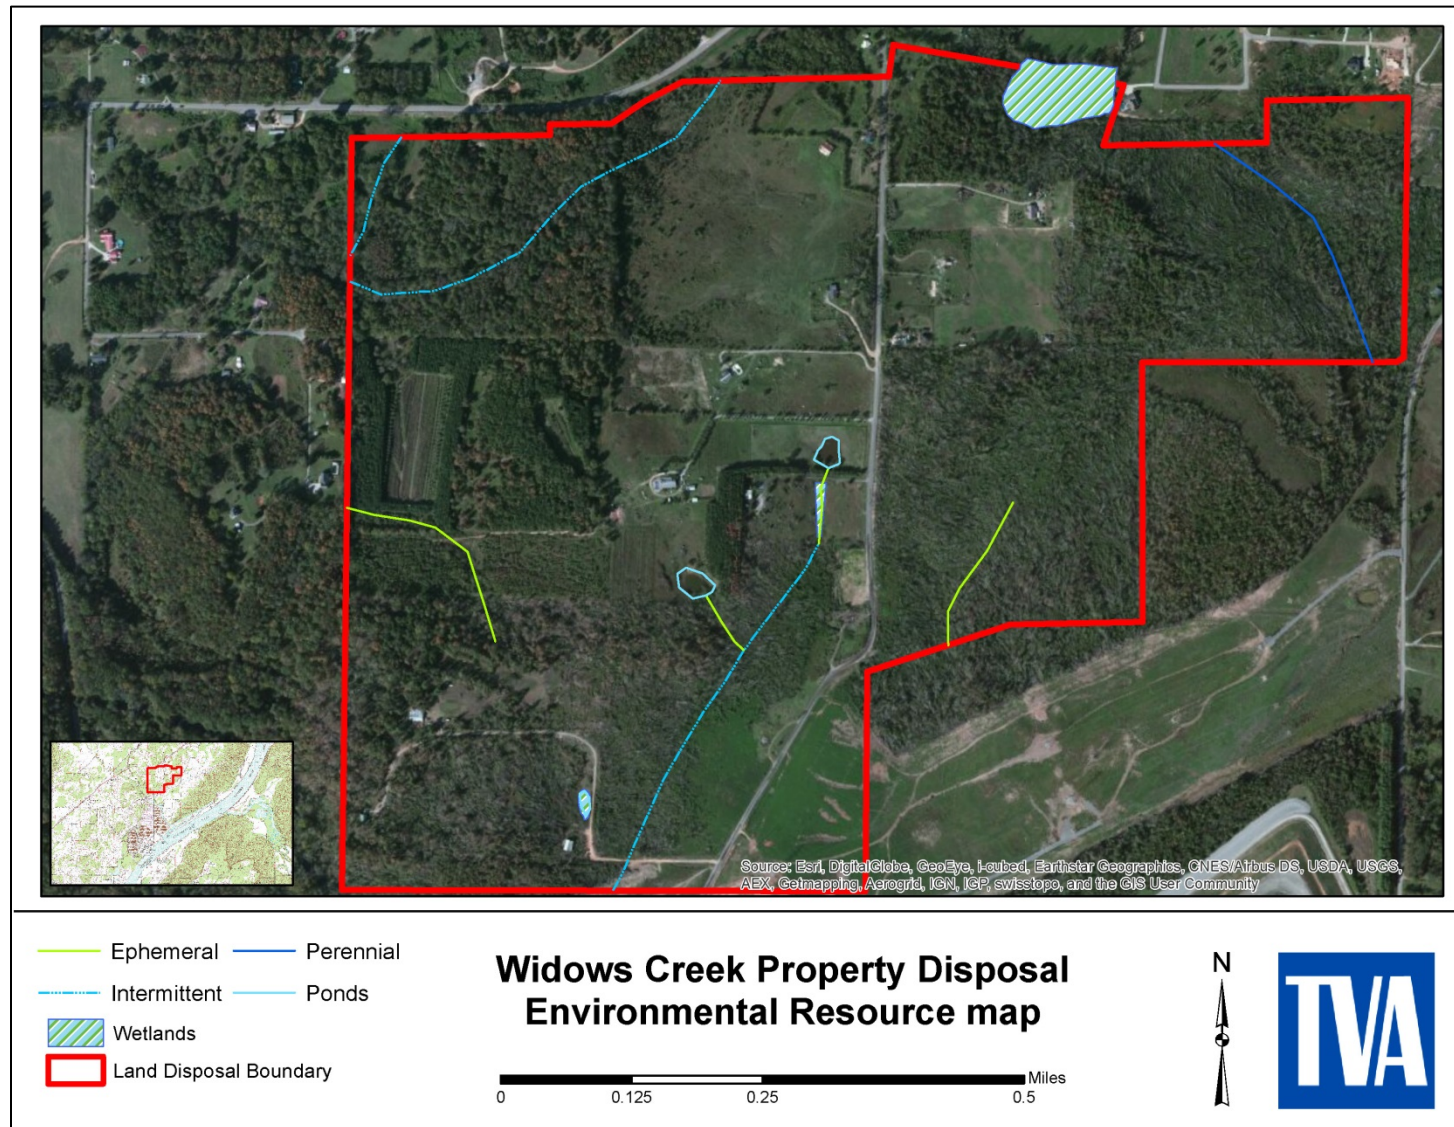 Source: Esri, DigitalGlobe, GeoEye, i-cubed, Earthstar Geographics, CNES/Airbus DS, USDA, USGS,
AEX, Getmapping, Aerogrid, IGN, IGP, swisstopo, and the GIS User Community
Ephemeral
Perennial
Intermittent
Ponds
Wetlands
Land Disposal Boundary
Widows Creek Property Disposal
Environmental Resource map
Miles
0 0.125 0.25 0.5
N
TVA